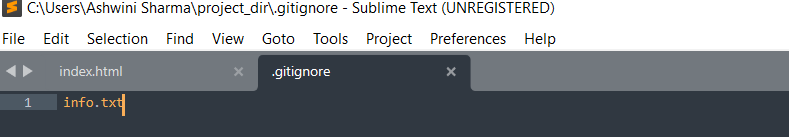 C:\Users\Ashwini Sharma\project_dir\.gitignore - Sublime Text (UNREGISTERED)
File Edit Selection Find View Goto Tools Project Preferences Help
index.html .gitignore
1 info.txt